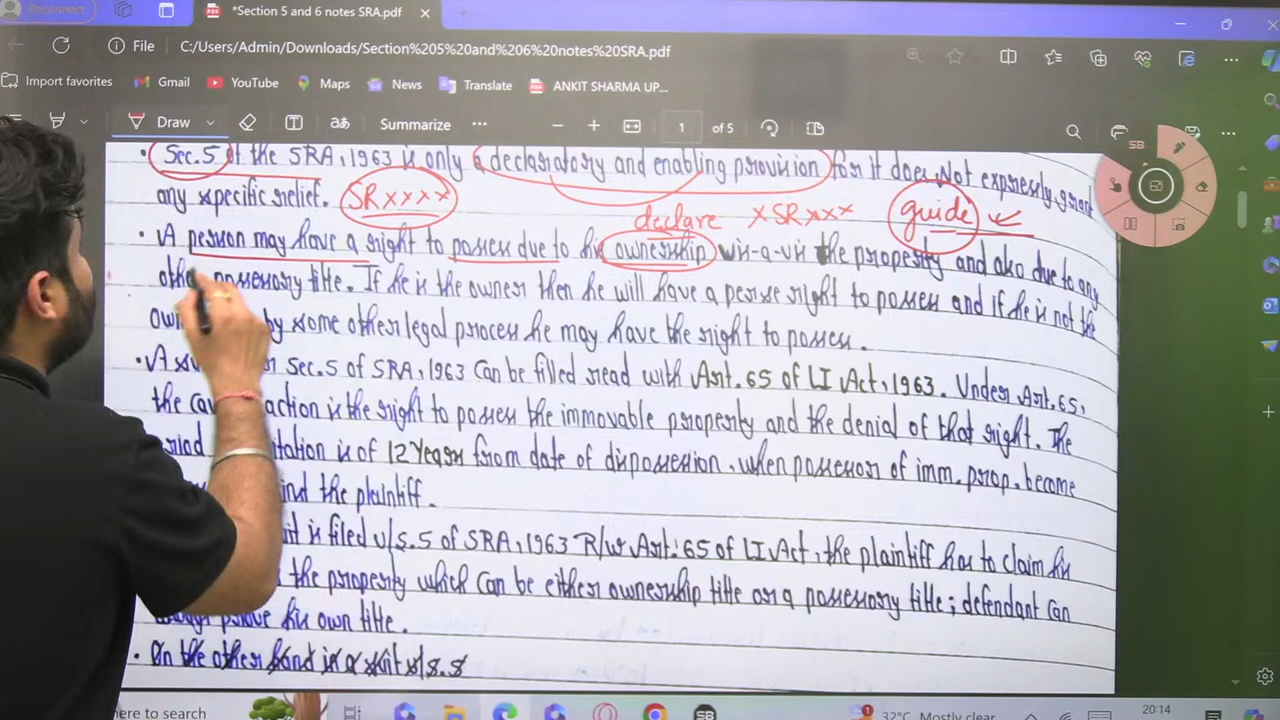 Reconnect
*Section 5 and 6 notes SRA.pdf
File C:/Users/Admin/Downloads/Section%205%20and%206%20notes%20SRA.pdf
Import favorites Gmail YouTube Maps News Translate ANKIT SHARMA UP...
Draw Summarize 1 of 5
SB
• Sec.5 of the SRA, 1963 is only a declaratory and enabling provision for it does not expressly grant
any specific relief. SRxxxx
declare xSRxxx guide
• A person may have a right to possess due to his ownership vis-a-vis the property and also due to any
other possessory title. If he is the owner then he will have a perse right to possess and if he is not the
by some other legal process he may have the right to possess.
• A Sec.5 of SRA, 1963 can be filled read with Art. 65 of LI Act, 1963. Under Art. 65,
the action is the right to possess the immovable property and the denial of that right. The
is of 12 Years from date of dispossession. when possession of imm. prop. become
the plaintiff.
is filed u/s.5 of SRA, 1963 R/w Art. 65 of LI Act, the plaintiff has to claim his
the property which can be either ownership title or a possessory title; defendant can
prove his own title.
• On the other hand in a suit u/s.
here to search SB 32°C Mostly clear 20:14